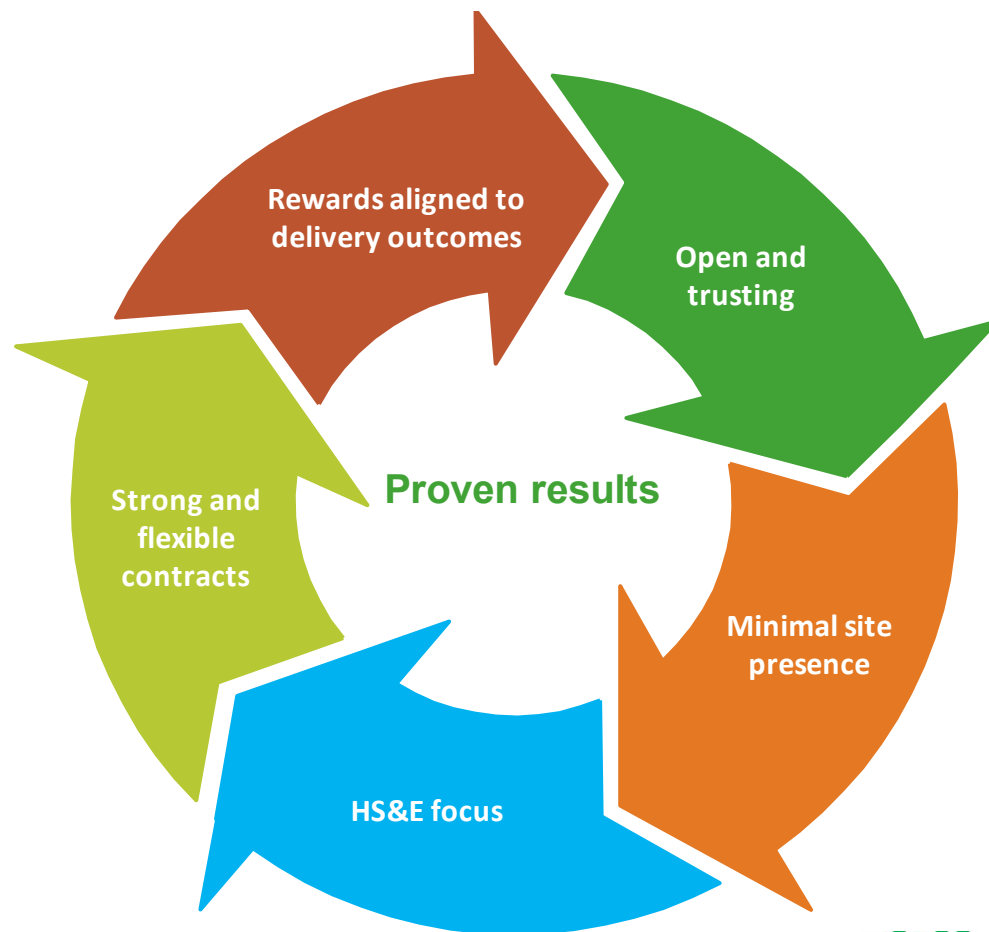 Rewards aligned to
delivery outcomes
Open and
trusting
Minimal site
presence
HS&E focus
Strong and
flexible
contracts
Proven results